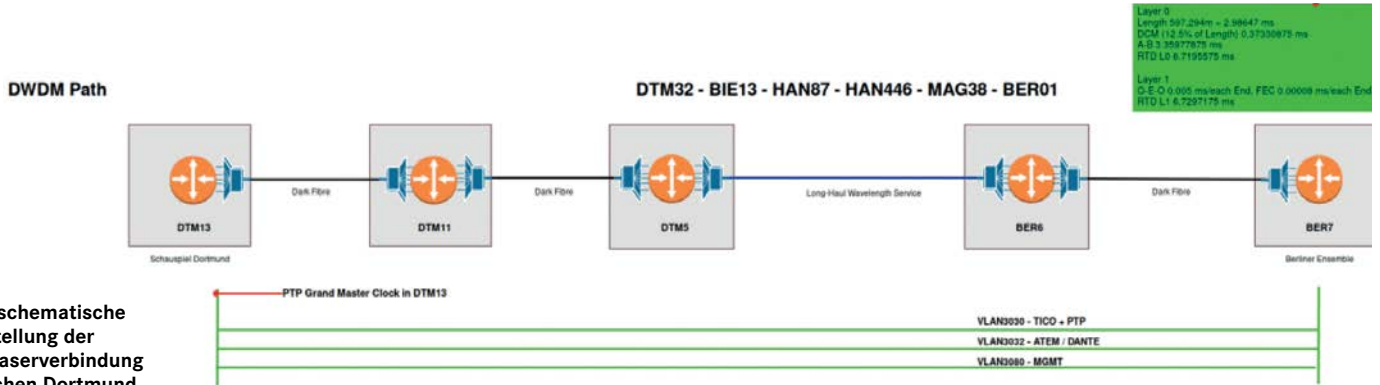 Layer 0
Length 597.294m = 2.98647 ms
DCM (12.5% of Length) 0.37330875 ms
A-B 3.35977875 ms
RTD L0 6.7195575 ms
Layer 1
O-E-O 0.005 ms/each End. FEC 0.00008 ms/each End
RTD L1 6.7297175 ms
DWDM Path
DTM32 - BIE13 - HAN87 - HAN446 - MAG38 - BER01
Dark Fibre
Dark Fibre
Long-Haul Wavelength Service
Dark Fibre
DTM13
DTM11
DTM5
BER6
BER7
Schauspiel Dortmund
Berliner Ensemble
PTP Grand Master Clock in DTM13
schematische
tellung der
aserverbindung
chen Dortmund
VLAN3030 - TICO + PTP
VLAN3032 - ATEM / DANTE
VLAN3080 - MGMT